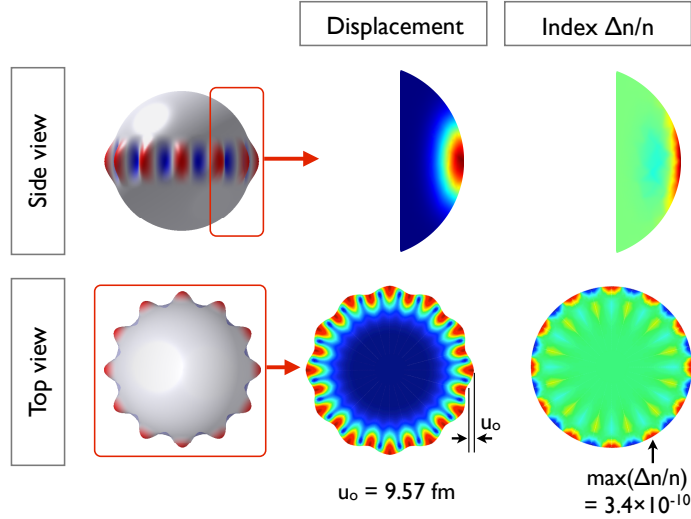 Displacement
Index Δn/n
Side view
Top view
uₒ
uₒ = 9.57 fm
max(Δn/n)
= 3.4×10⁻¹⁰